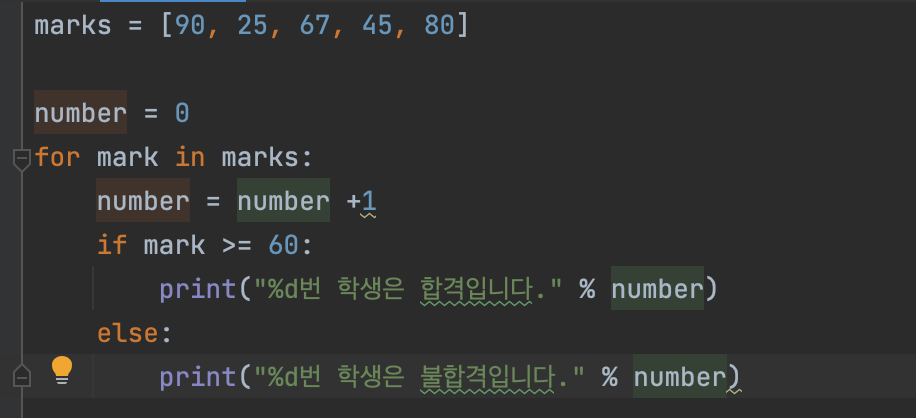 marks = [90, 25, 67, 45, 80]
number = 0
for mark in marks:
    number = number +1
    if mark >= 60:
        print("%d번 학생은 합격입니다." % number)
    else:
        print("%d번 학생은 불합격입니다." % number)